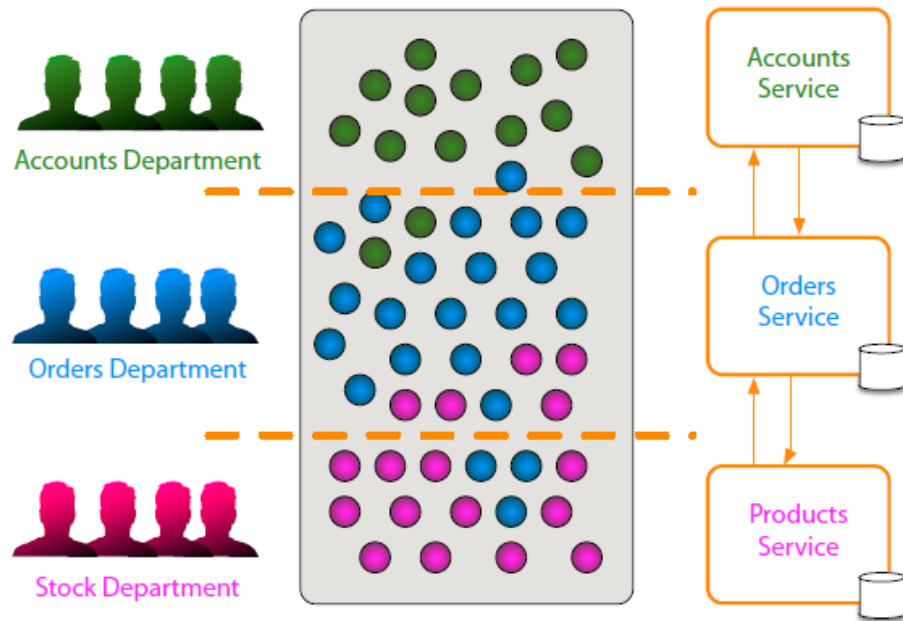 Accounts Department
Accounts
Service
Orders Department
Orders
Service
Stock Department
Products
Service